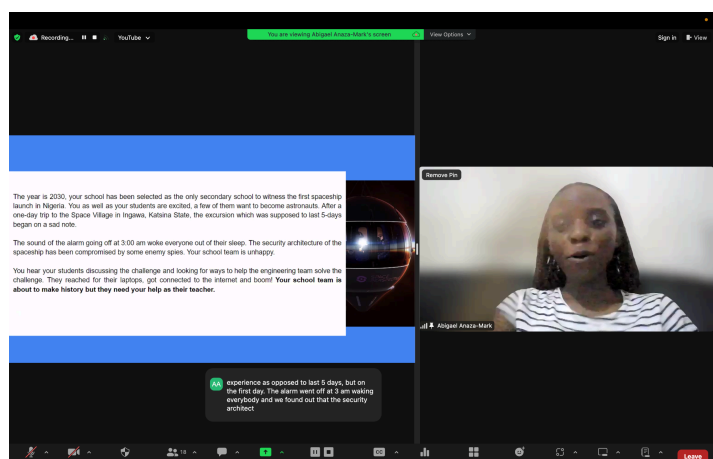 Recording...
YouTube
You are viewing Abigael Anaza-Mark's screen
View Options
Sign in
View
The year is 2030, your school has been selected as the only secondary school to witness the first spaceship
launch in Nigeria. You as well as your students are excited, a few of them want to become astronauts. After a
one-day trip to the Space Village in Ingawa, Katsina State, the excursion which was supposed to last 5-days
began on a sad note.
The sound of the alarm going off at 3:00 am woke everyone out of their sleep. The security architecture of the
spaceship has been compromised by some enemy spies. Your school team is unhappy.
You hear your students discussing the challenge and looking for ways to help the engineering team solve the
challenge. They reached for their laptops, got connected to the internet and boom! Your school team is
about to make history but they need your help as their teacher.
Remove Pin
Abigael Anaza-Mark
AA
experience as opposed to last 5 days, but on
the first day. The alarm went off at 3 am waking
everybody and we found out that the security
architect
18
CC
Leave